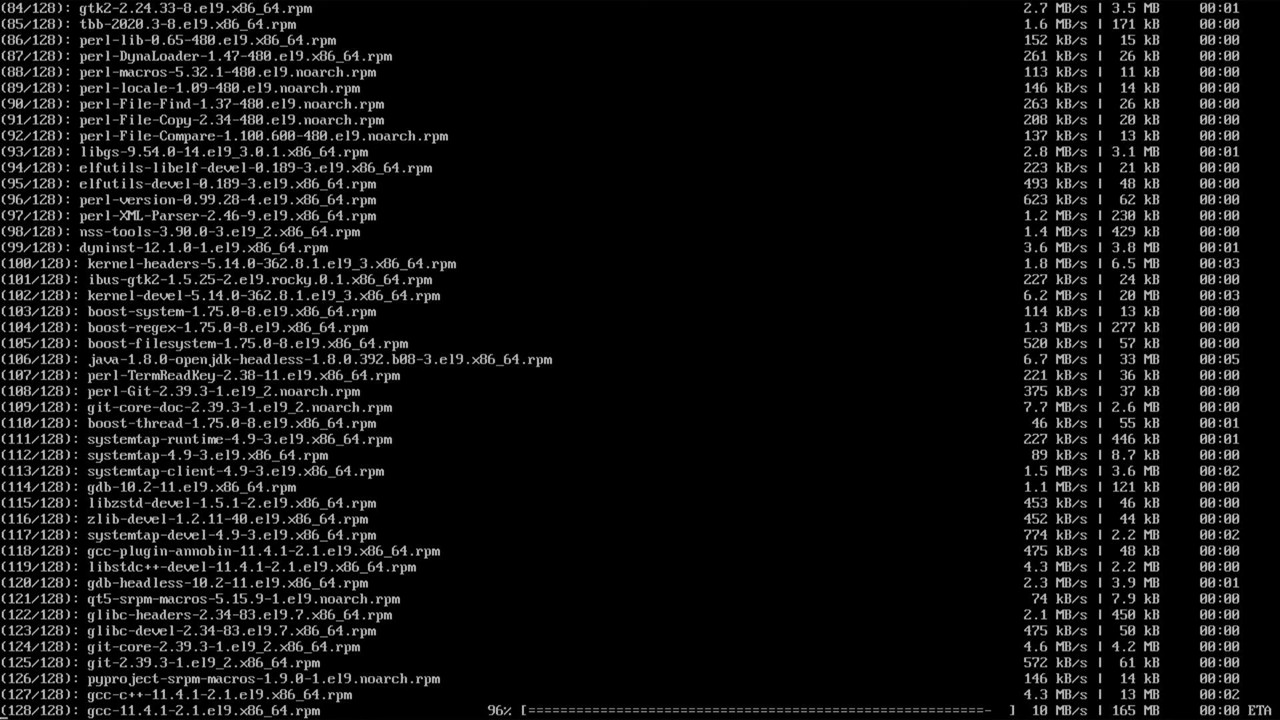 (84/128): gtk2-2.24.33-8.el9.x86_64.rpm 2.7 MB/s | 3.5 MB 00:01
(85/128): tbb-2020.3-8.el9.x86_64.rpm 1.6 MB/s | 171 kB 00:00
(86/128): perl-lib-0.65-480.el9.x86_64.rpm 152 kB/s | 15 kB 00:00
(87/128): perl-DynaLoader-1.47-480.el9.x86_64.rpm 261 kB/s | 26 kB 00:00
(88/128): perl-macros-5.32.1-480.el9.noarch.rpm 113 kB/s | 11 kB 00:00
(89/128): perl-locale-1.09-480.el9.noarch.rpm 146 kB/s | 14 kB 00:00
(90/128): perl-File-Find-1.37-480.el9.noarch.rpm 263 kB/s | 26 kB 00:00
(91/128): perl-File-Copy-2.34-480.el9.noarch.rpm 208 kB/s | 20 kB 00:00
(92/128): perl-File-Compare-1.100.600-480.el9.noarch.rpm 137 kB/s | 13 kB 00:00
(93/128): libgs-9.54.0-14.el9_3.0.1.x86_64.rpm 2.8 MB/s | 3.1 MB 00:01
(94/128): elfutils-libelf-devel-0.189-3.el9.x86_64.rpm 223 kB/s | 21 kB 00:00
(95/128): elfutils-devel-0.189-3.el9.x86_64.rpm 493 kB/s | 48 kB 00:00
(96/128): perl-version-0.99.28-4.el9.x86_64.rpm 623 kB/s | 62 kB 00:00
(97/128): perl-XML-Parser-2.46-9.el9.x86_64.rpm 1.2 MB/s | 230 kB 00:00
(98/128): nss-tools-3.90.0-3.el9_2.x86_64.rpm 1.4 MB/s | 429 kB 00:00
(99/128): dyninst-12.1.0-1.el9.x86_64.rpm 3.6 MB/s | 3.8 MB 00:01
(100/128): kernel-headers-5.14.0-362.8.1.el9_3.x86_64.rpm 1.8 MB/s | 6.5 MB 00:03
(101/128): ibus-gtk2-1.5.25-2.el9.rocky.0.1.x86_64.rpm 227 kB/s | 24 kB 00:00
(102/128): kernel-devel-5.14.0-362.8.1.el9_3.x86_64.rpm 6.2 MB/s | 20 MB 00:03
(103/128): boost-system-1.75.0-8.el9.x86_64.rpm 114 kB/s | 13 kB 00:00
(104/128): boost-regex-1.75.0-8.el9.x86_64.rpm 1.3 MB/s | 277 kB 00:00
(105/128): boost-filesystem-1.75.0-8.el9.x86_64.rpm 520 kB/s | 57 kB 00:00
(106/128): java-1.8.0-openjdk-headless-1.8.0.392.b08-3.el9.x86_64.rpm 6.7 MB/s | 33 MB 00:05
(107/128): perl-TermReadKey-2.38-11.el9.x86_64.rpm 221 kB/s | 36 kB 00:00
(108/128): perl-Git-2.39.3-1.el9_2.noarch.rpm 375 kB/s | 37 kB 00:00
(109/128): git-core-doc-2.39.3-1.el9_2.noarch.rpm 7.7 MB/s | 2.6 MB 00:00
(110/128): boost-thread-1.75.0-8.el9.x86_64.rpm 46 kB/s | 55 kB 00:01
(111/128): systemtap-runtime-4.9-3.el9.x86_64.rpm 227 kB/s | 446 kB 00:01
(112/128): systemtap-4.9-3.el9.x86_64.rpm 89 kB/s | 8.7 kB 00:00
(113/128): systemtap-client-4.9-3.el9.x86_64.rpm 1.5 MB/s | 3.6 MB 00:02
(114/128): gdb-10.2-11.el9.x86_64.rpm 1.1 MB/s | 121 kB 00:00
(115/128): libzstd-devel-1.5.1-2.el9.x86_64.rpm 453 kB/s | 46 kB 00:00
(116/128): zlib-devel-1.2.11-40.el9.x86_64.rpm 452 kB/s | 44 kB 00:00
(117/128): systemtap-devel-4.9-3.el9.x86_64.rpm 774 kB/s | 2.2 MB 00:02
(118/128): gcc-plugin-annobin-11.4.1-2.1.el9.x86_64.rpm 475 kB/s | 48 kB 00:00
(119/128): libstdc++-devel-11.4.1-2.1.el9.x86_64.rpm 4.3 MB/s | 2.2 MB 00:00
(120/128): gdb-headless-10.2-11.el9.x86_64.rpm 2.3 MB/s | 3.9 MB 00:01
(121/128): qt5-srpm-macros-5.15.9-1.el9.noarch.rpm 74 kB/s | 7.9 kB 00:00
(122/128): glibc-headers-2.34-83.el9.7.x86_64.rpm 2.1 MB/s | 450 kB 00:00
(123/128): glibc-devel-2.34-83.el9.7.x86_64.rpm 475 kB/s | 50 kB 00:00
(124/128): git-core-2.39.3-1.el9_2.x86_64.rpm 4.6 MB/s | 4.2 MB 00:00
(125/128): git-2.39.3-1.el9_2.x86_64.rpm 572 kB/s | 61 kB 00:00
(126/128): pyproject-srpm-macros-1.9.0-1.el9.noarch.rpm 146 kB/s | 14 kB 00:00
(127/128): gcc-c++-11.4.1-2.1.el9.x86_64.rpm 4.3 MB/s | 13 MB 00:02
(128/128): gcc-11.4.1-2.1.el9.x86_64.rpm 96% [==========================================================- ] 10 MB/s | 165 MB 00:00 ETA